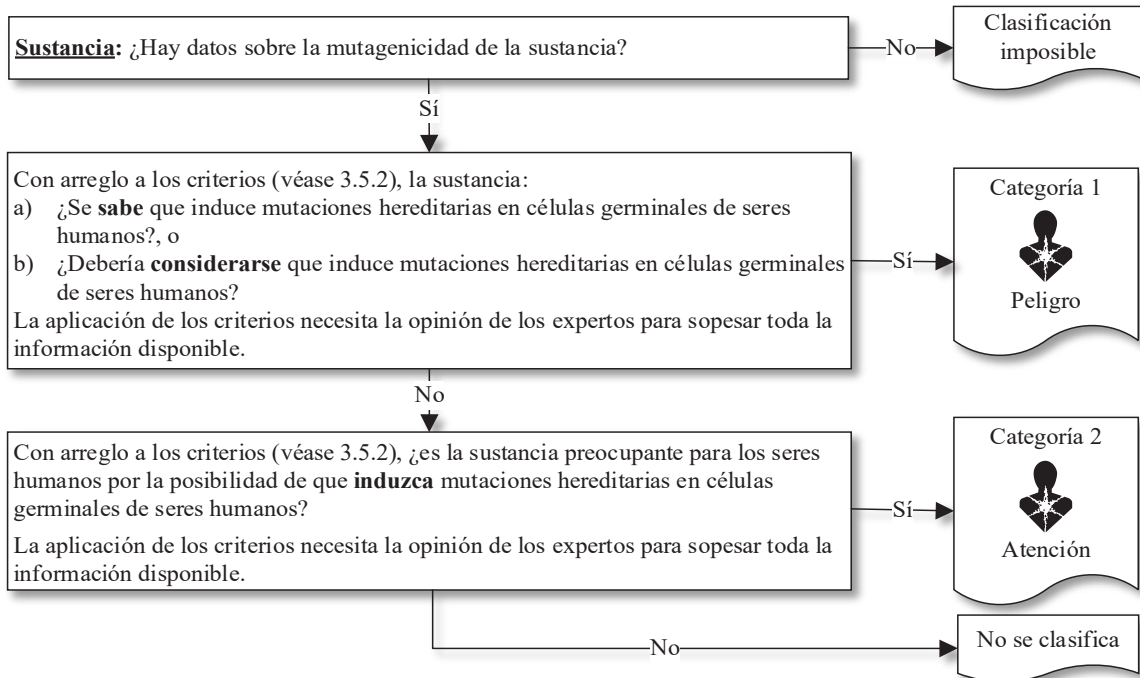 Sustancia: ¿Hay datos sobre la mutagenicidad de la sustancia?
No
Clasificación
imposible
Sí
Con arreglo a los criterios (véase 3.5.2), la sustancia:
a) ¿Se sabe que induce mutaciones hereditarias en células germinales de seres
humanos?, o
b) ¿Debería considerarse que induce mutaciones hereditarias en células germinales
de seres humanos?
La aplicación de los criterios necesita la opinión de los expertos para sopesar toda la
información disponible.
Sí
Categoría 1
Peligro
No
Con arreglo a los criterios (véase 3.5.2), ¿es la sustancia preocupante para los seres
humanos por la posibilidad de que induzca mutaciones hereditarias en células
germinales de seres humanos?
La aplicación de los criterios necesita la opinión de los expertos para sopesar toda la
información disponible.
Sí
Categoría 2
Atención
No
No se clasifica